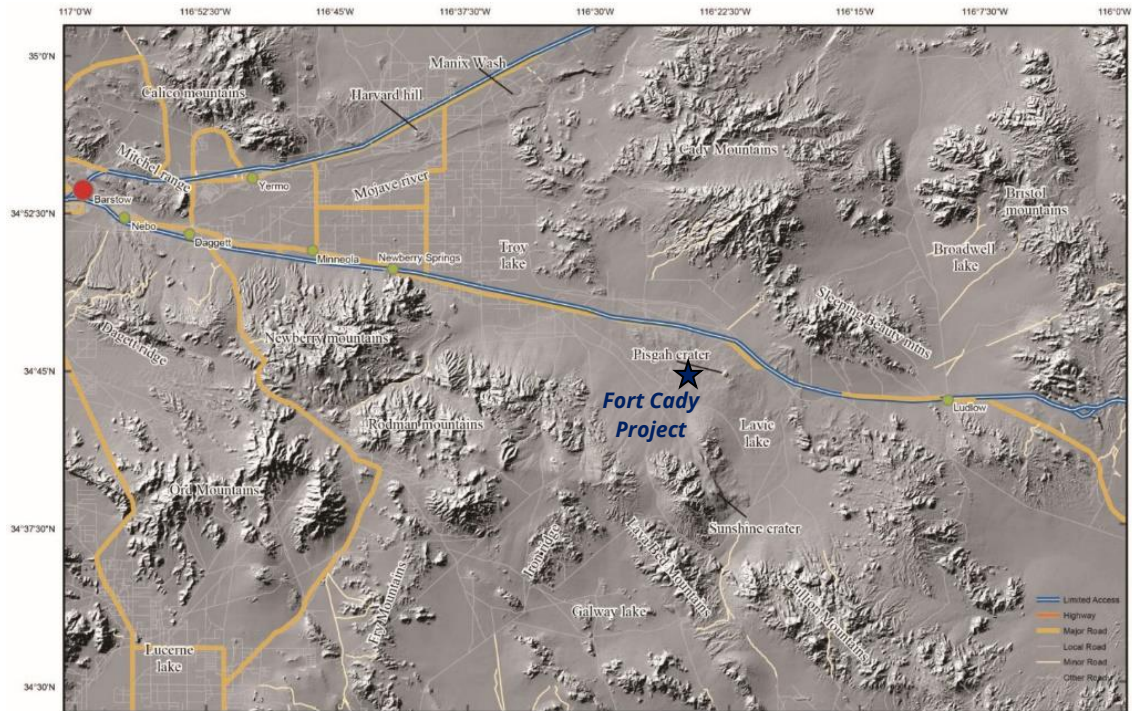 117°0'W
116°52'30"W
116°45'W
116°37'30"W
116°30'W
116°22'30"W
116°15'W
116°7'30"W
116°0'W
35°0'N
34°52'30"N
34°45'N
34°37'30"N
34°30'N
Manix Wash
Calico mountains
Harvard hill
Cady Mountains
Mitchel range
Yermo
Mojave river
Barstow
Bristol
mountains
Nebo
Daggett
Troy
lake
Broadwell
lake
Minneola
Newberry Springs
Sleeping Beauty mtns
Dagget ridge
Newberry mountains
Pisgah crater
Fort Cady
Project
Ludlow
Rodman mountains
Lavic
lake
Ord Mountains
Sunshine crater
Iron ridge
Fry Mountains
Galway lake
Bullion Mountains
Lucerne
lake
Limited Access
Highway
Major Road
Local Road
Minor Road
Other Road